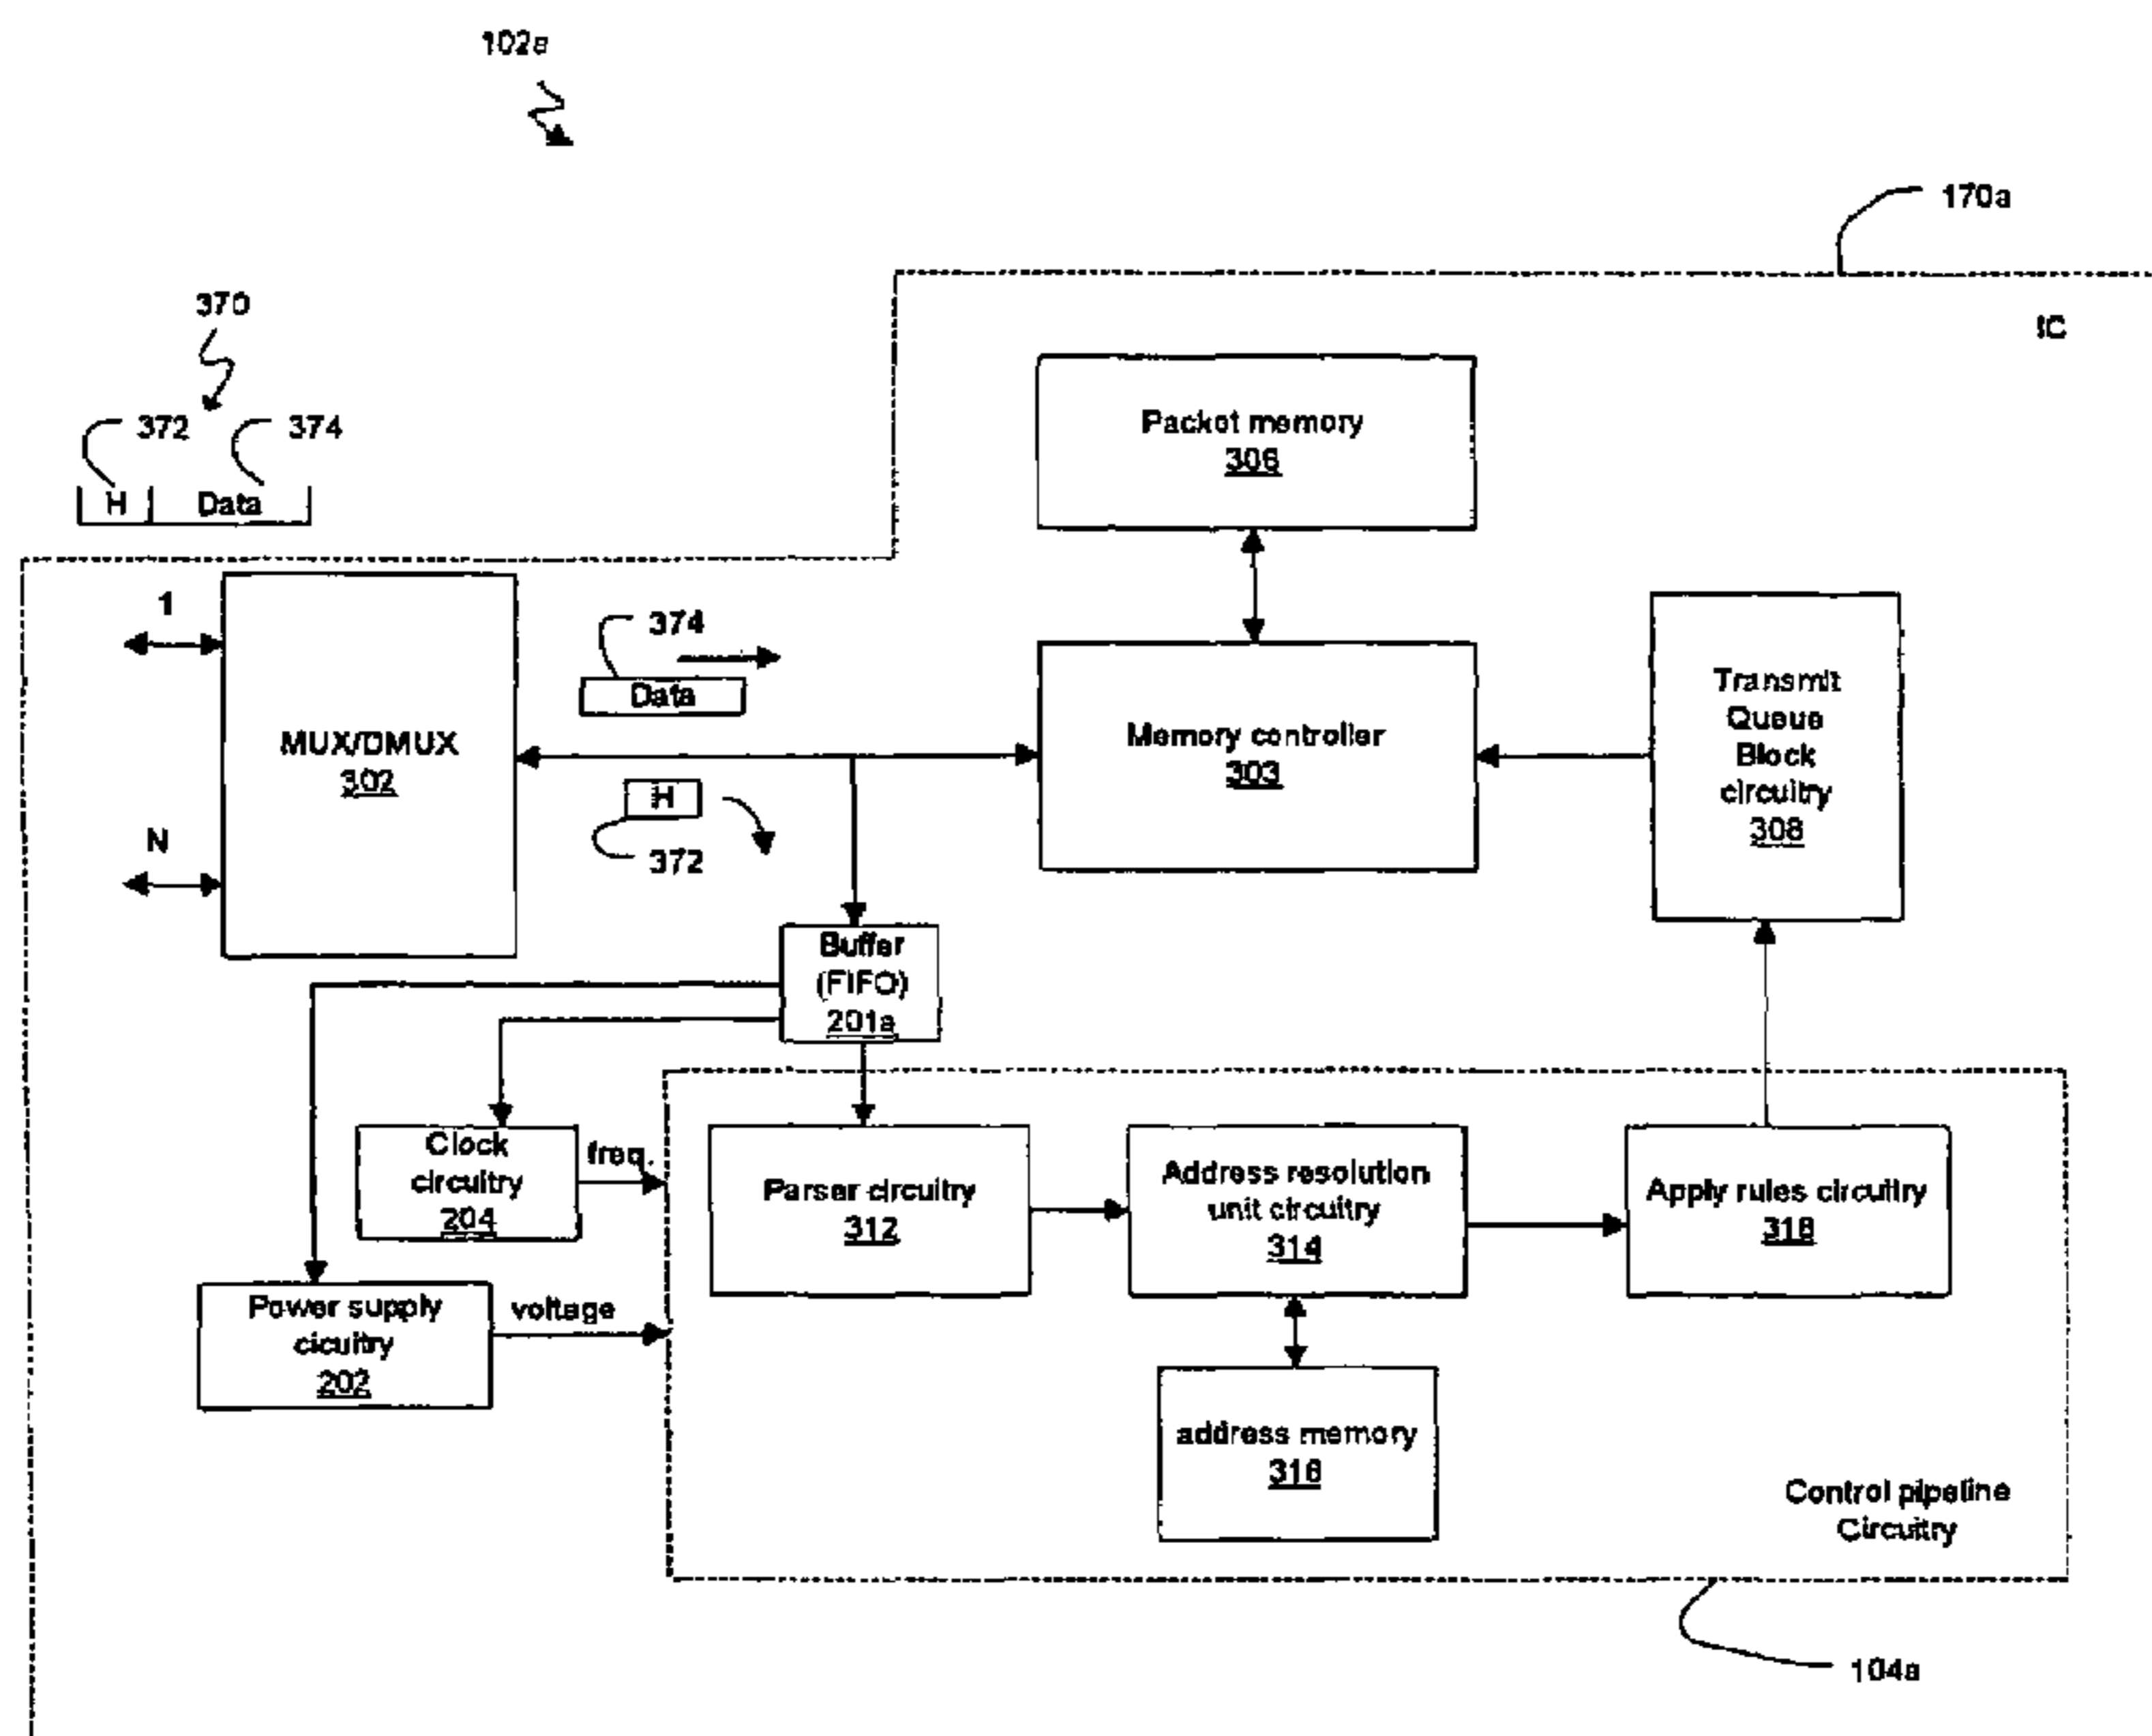 102a
170a
IC
370
372
374
H
Data
Packet memory
306
1
N
MUX/DMUX
302
374
Data
H
372
Memory controller
303
Transmit
Queue
Block
circuitry
308
Buffer
(FIFO)
201a
Clock
circuitry
204
freq.
Power supply
cicuitry
202
voltage
Parser circuitry
312
Address resolution
unit circuitry
314
Apply rules circuitry
318
address memory
316
Control pipeline
Circuitry
104a